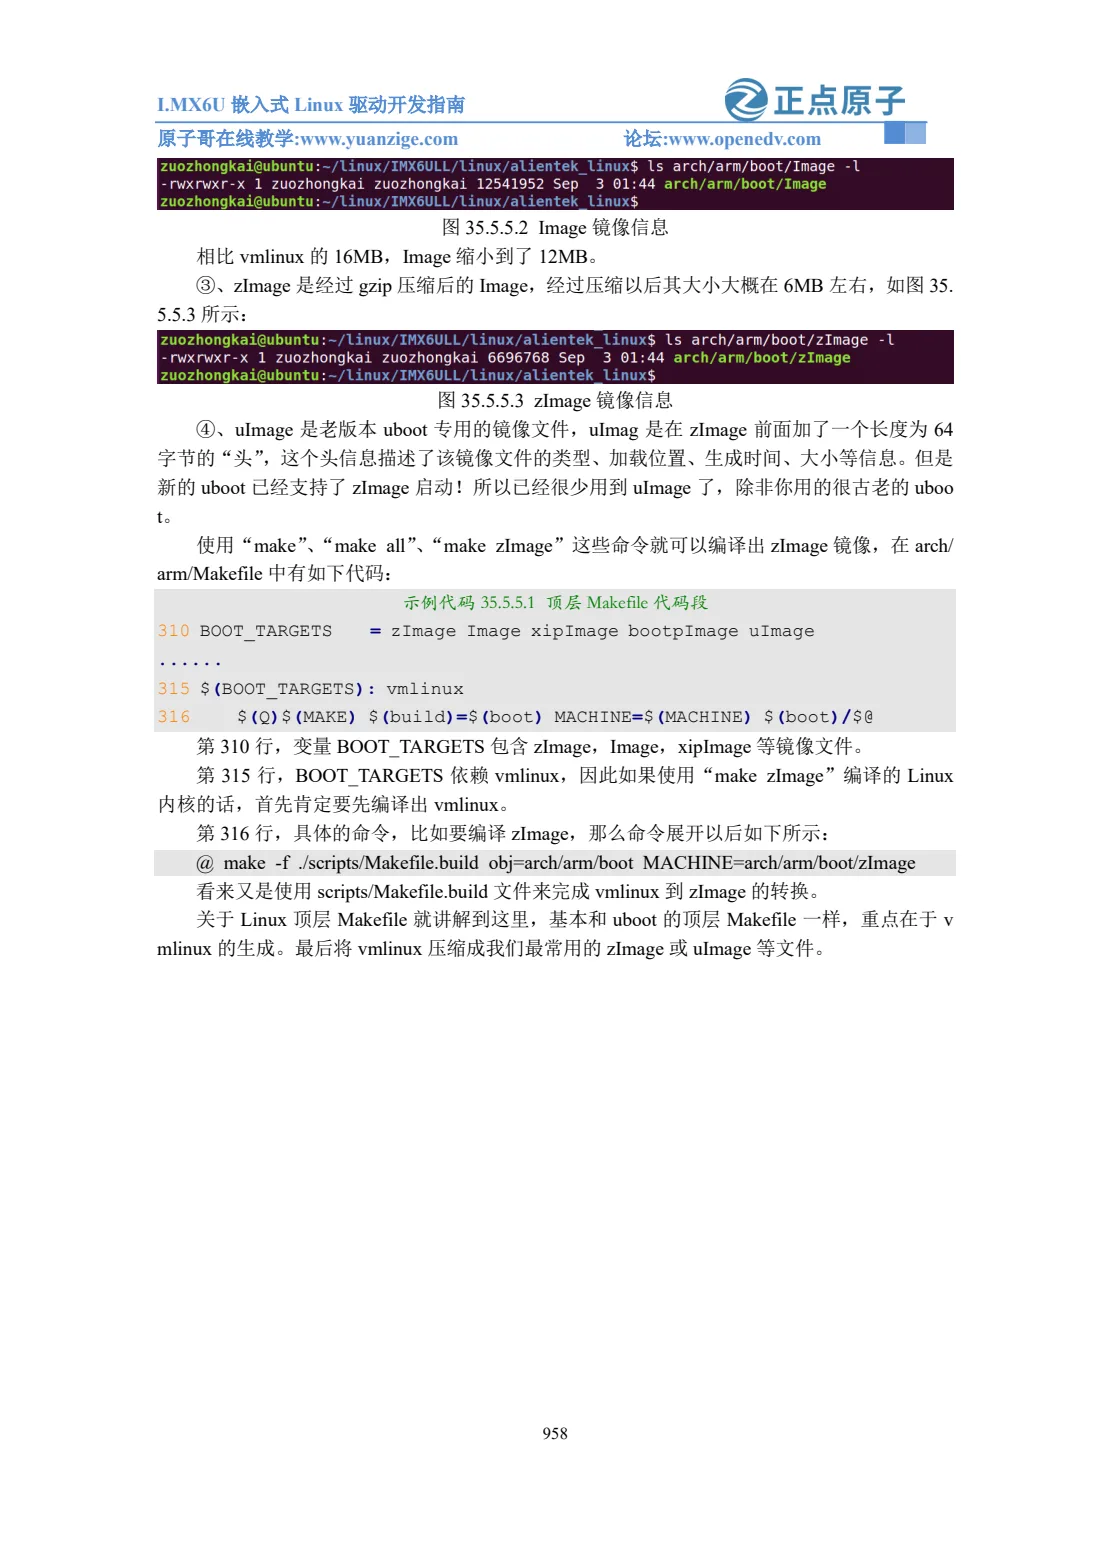 I.MX6U 嵌入式 Linux 驱动开发指南
正点原子
原子哥在线教学:www.yuanzige.com 论坛:www.openedv.com
zuozhongkai@ubuntu:~/linux/IMX6ULL/linux/alientek_linux$ ls arch/arm/boot/Image -l
-rwxrwxr-x 1 zuozhongkai zuozhongkai 12541952 Sep  3 01:44 arch/arm/boot/Image
zuozhongkai@ubuntu:~/linux/IMX6ULL/linux/alientek_linux$
图 35.5.5.2 Image 镜像信息
相比 vmlinux 的 16MB，Image 缩小到了 12MB。
③、zImage 是经过 gzip 压缩后的 Image，经过压缩以后其大小大概在 6MB 左右，如图 35.
5.5.3 所示：
zuozhongkai@ubuntu:~/linux/IMX6ULL/linux/alientek_linux$ ls arch/arm/boot/zImage -l
-rwxrwxr-x 1 zuozhongkai zuozhongkai 6696768 Sep  3 01:44 arch/arm/boot/zImage
zuozhongkai@ubuntu:~/linux/IMX6ULL/linux/alientek_linux$
图 35.5.5.3 zImage 镜像信息
④、uImage 是老版本 uboot 专用的镜像文件，uImag 是在 zImage 前面加了一个长度为 64
字节的“头”，这个头信息描述了该镜像文件的类型、加载位置、生成时间、大小等信息。但是
新的 uboot 已经支持了 zImage 启动！所以已经很少用到 uImage 了，除非你用的很古老的 uboo
t。
使用“make”、“make all”、“make zImage”这些命令就可以编译出 zImage 镜像，在 arch/
arm/Makefile 中有如下代码：
示例代码 35.5.5.1 顶层 Makefile 代码段
310 BOOT_TARGETS = zImage Image xipImage bootpImage uImage
......
315 $(BOOT_TARGETS): vmlinux
316 $(Q)$(MAKE) $(build)=$(boot) MACHINE=$(MACHINE) $(boot)/$@
第 310 行，变量 BOOT_TARGETS 包含 zImage，Image，xipImage 等镜像文件。
第 315 行，BOOT_TARGETS 依赖 vmlinux，因此如果使用“make zImage”编译的 Linux
内核的话，首先肯定要先编译出 vmlinux。
第 316 行，具体的命令，比如要编译 zImage，那么命令展开以后如下所示：
@ make -f ./scripts/Makefile.build obj=arch/arm/boot MACHINE=arch/arm/boot/zImage
看来又是使用 scripts/Makefile.build 文件来完成 vmlinux 到 zImage 的转换。
关于 Linux 顶层 Makefile 就讲解到这里，基本和 uboot 的顶层 Makefile 一样，重点在于 v
mlinux 的生成。最后将 vmlinux 压缩成我们最常用的 zImage 或 uImage 等文件。
958